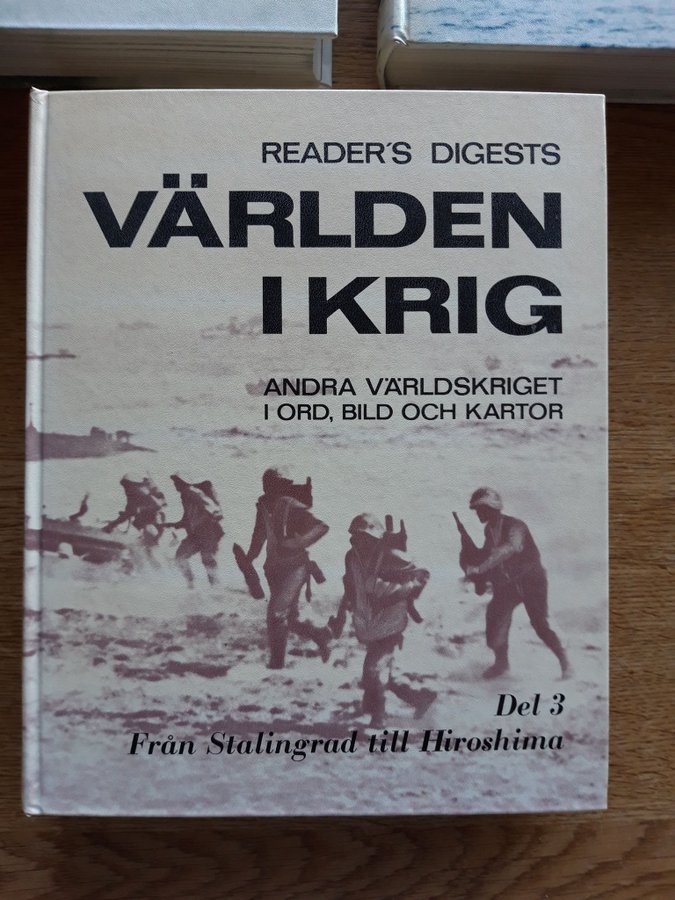 READER'S DIGESTS
VÄRLDEN
I KRIG
ANDRA VÄRLDSKRIGET
I ORD, BILD OCH KARTOR
Del 3
Från Stalingrad till Hiroshima